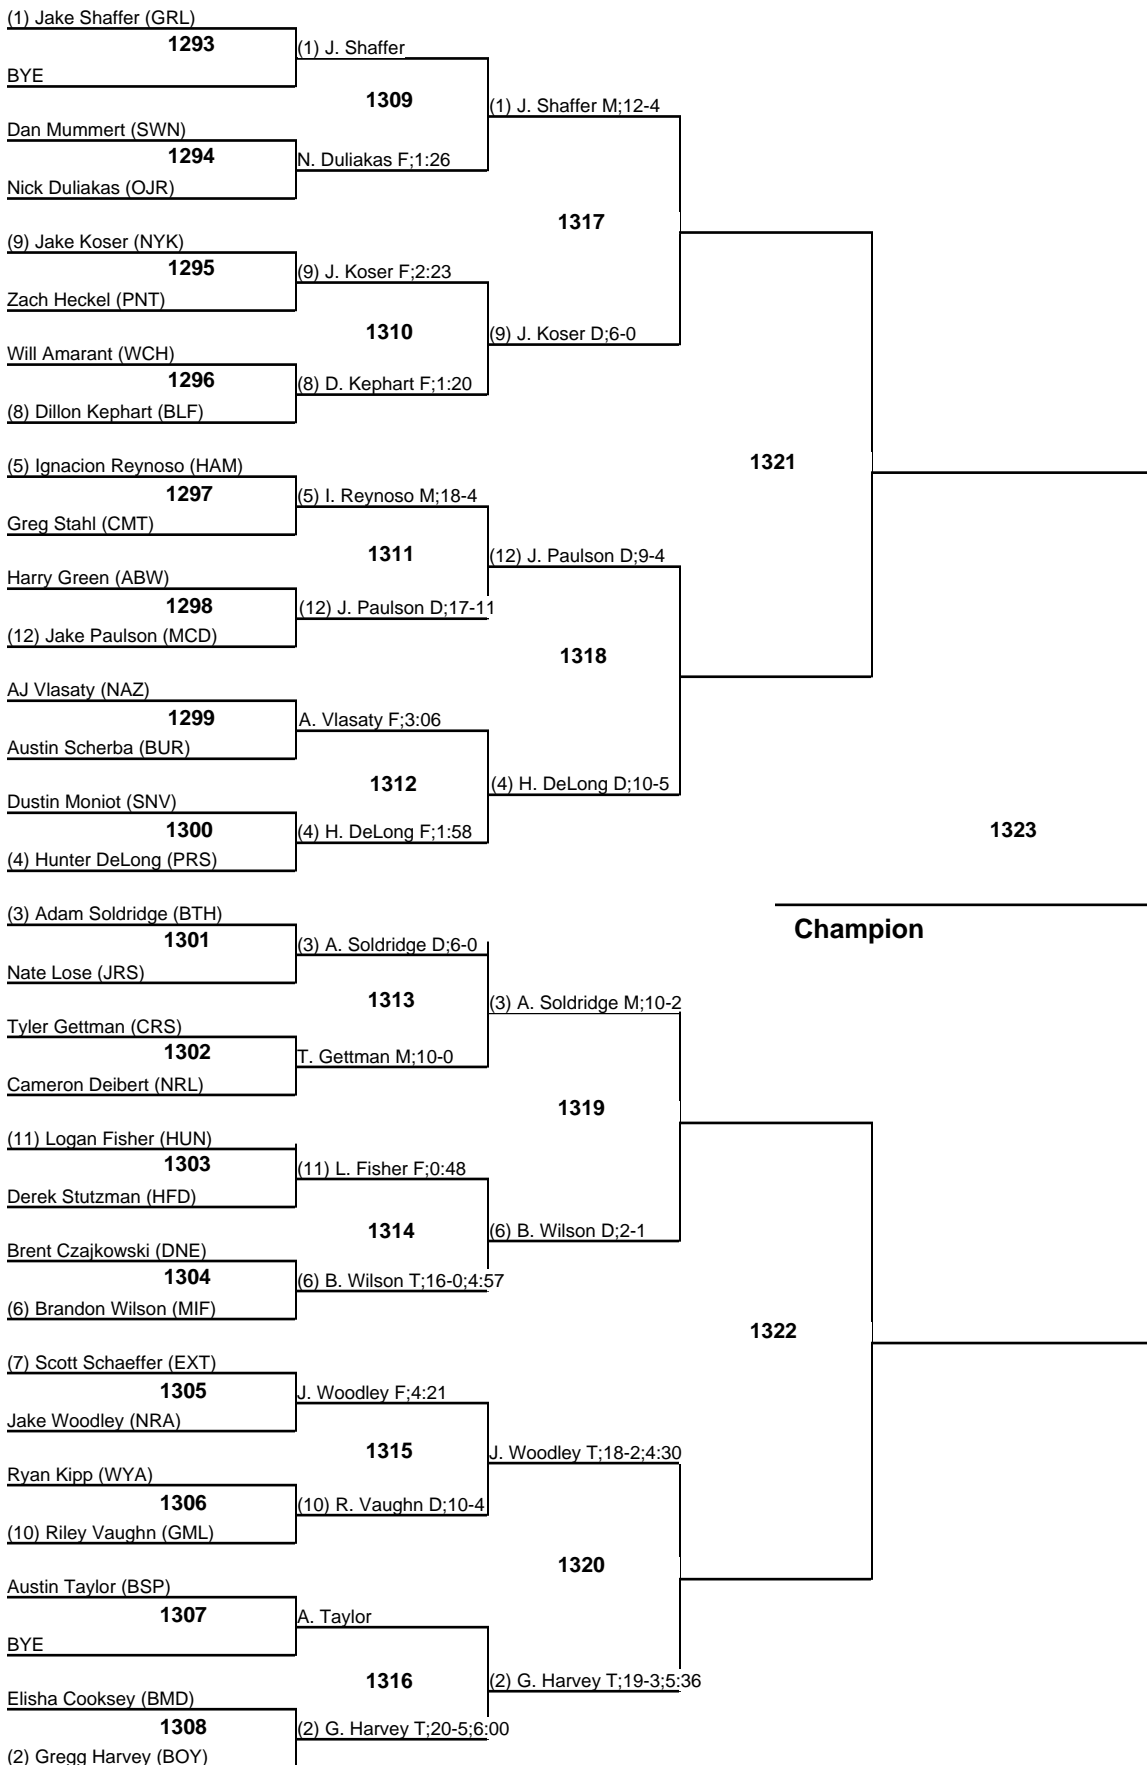 (1) Jake Shaffer (GRL)
1293
BYE
(1) J. Shaffer
1309
Dan Mummert (SWN)
1294
Nick Duliakas (OJR)
N. Duliakas F;1:26
(1) J. Shaffer M;12-4
1317
(9) Jake Koser (NYK)
1295
Zach Heckel (PNT)
(9) J. Koser F;2:23
1310
Will Amarant (WCH)
1296
(8) Dillon Kephart (BLF)
(8) D. Kephart F;1:20
(9) J. Koser D;6-0
1321
(5) Ignacion Reynoso (HAM)
1297
Greg Stahl (CMT)
(5) I. Reynoso M;18-4
1311
Harry Green (ABW)
1298
(12) Jake Paulson (MCD)
(12) J. Paulson D;17-11
(12) J. Paulson D;9-4
1318
AJ Vlasaty (NAZ)
1299
Austin Scherba (BUR)
A. Vlasaty F;3:06
1312
Dustin Moniot (SNV)
1300
(4) Hunter DeLong (PRS)
(4) H. DeLong F;1:58
(4) H. DeLong D;10-5
1323
Champion
(3) Adam Soldridge (BTH)
1301
Nate Lose (JRS)
(3) A. Soldridge D;6-0
1313
Tyler Gettman (CRS)
1302
Cameron Deibert (NRL)
T. Gettman M;10-0
(3) A. Soldridge M;10-2
1319
(11) Logan Fisher (HUN)
1303
Derek Stutzman (HFD)
(11) L. Fisher F;0:48
1314
Brent Czajkowski (DNE)
1304
(6) Brandon Wilson (MIF)
(6) B. Wilson T;16-0;4:57
(6) B. Wilson D;2-1
1322
(7) Scott Schaeffer (EXT)
1305
Jake Woodley (NRA)
J. Woodley F;4:21
1315
Ryan Kipp (WYA)
1306
(10) Riley Vaughn (GML)
(10) R. Vaughn D;10-4
J. Woodley T;18-2;4:30
1320
Austin Taylor (BSP)
1307
BYE
A. Taylor
1316
Elisha Cooksey (BMD)
1308
(2) Gregg Harvey (BOY)
(2) G. Harvey T;20-5;6:00
(2) G. Harvey T;19-3;5:36